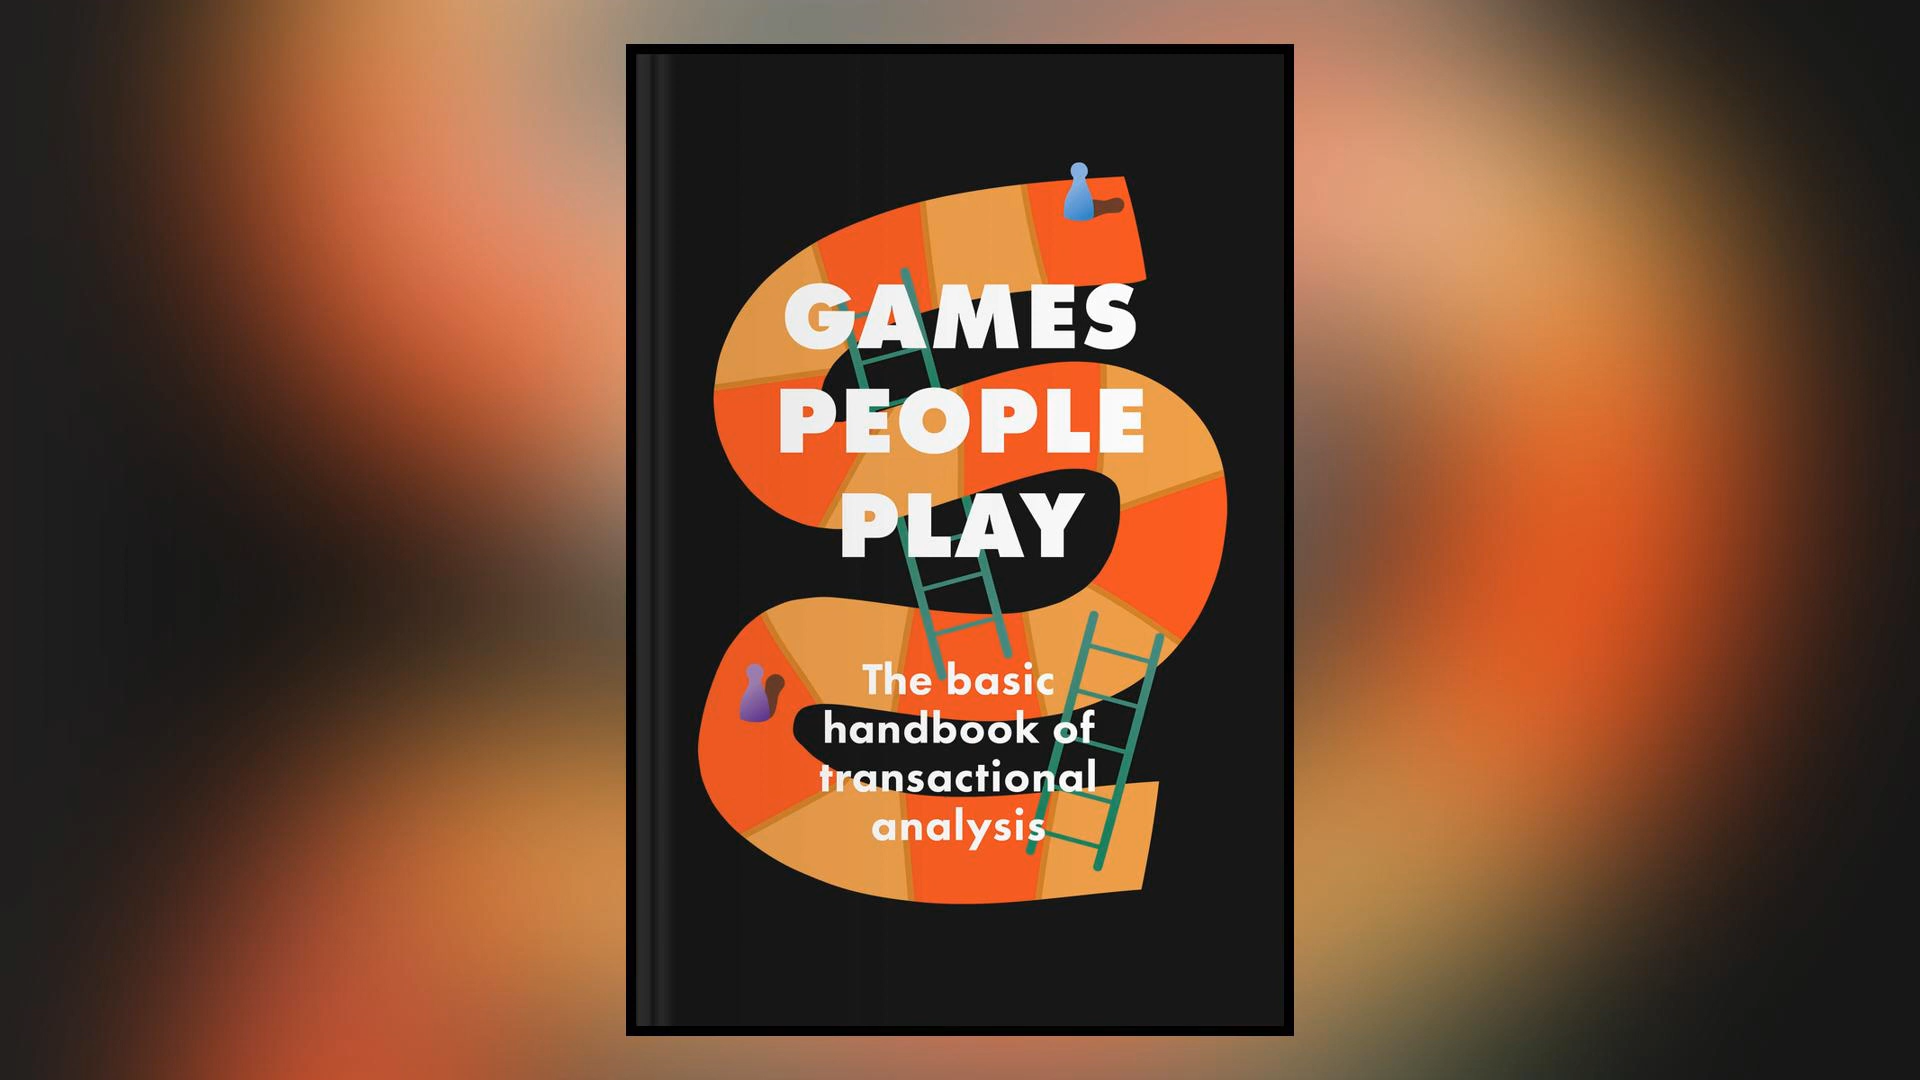 GAMES
PEOPLE
PLAY
The basic
handbook of
transactional
analysis